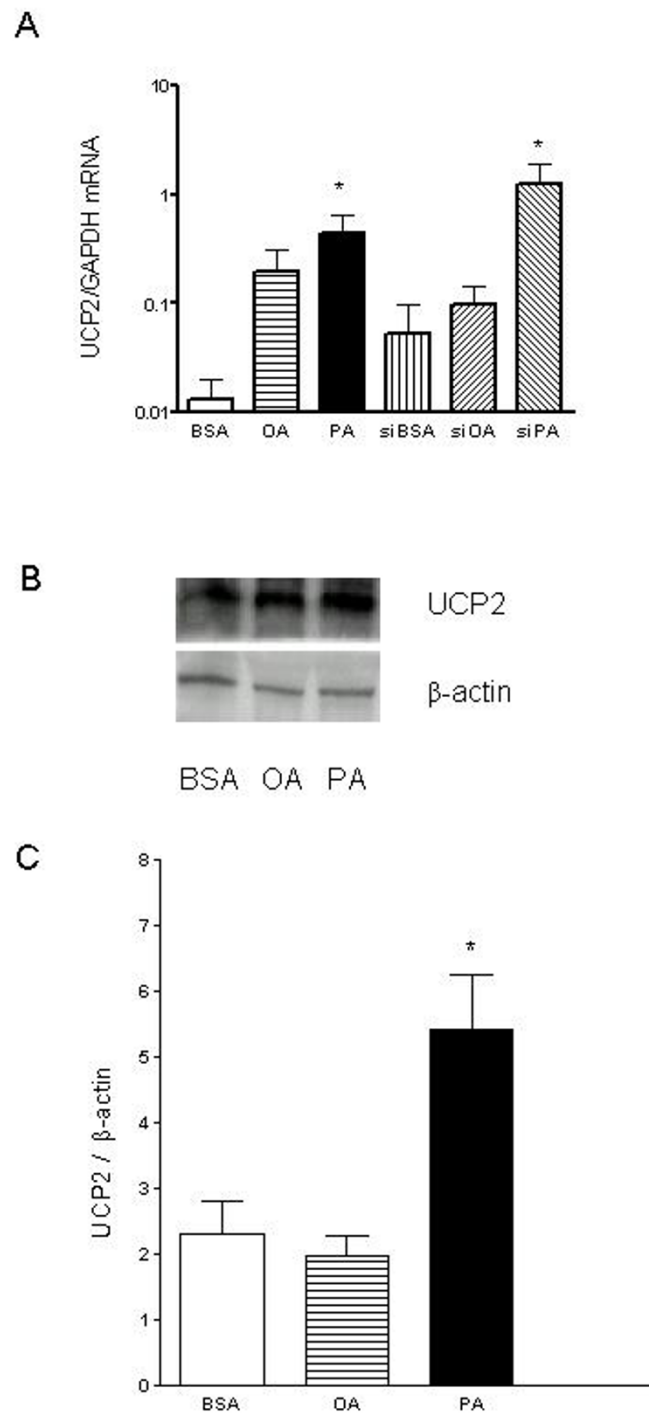 A
UCP2/GAPDH mRNA
10
1
0.1
0.01
* *
BSA OA PA siBSA siOA siPA
B
UCP2
β-actin
BSA OA PA
C
UCP2 / β-actin
8
7
6
5
4
3
2
1
0
*
BSA OA PA